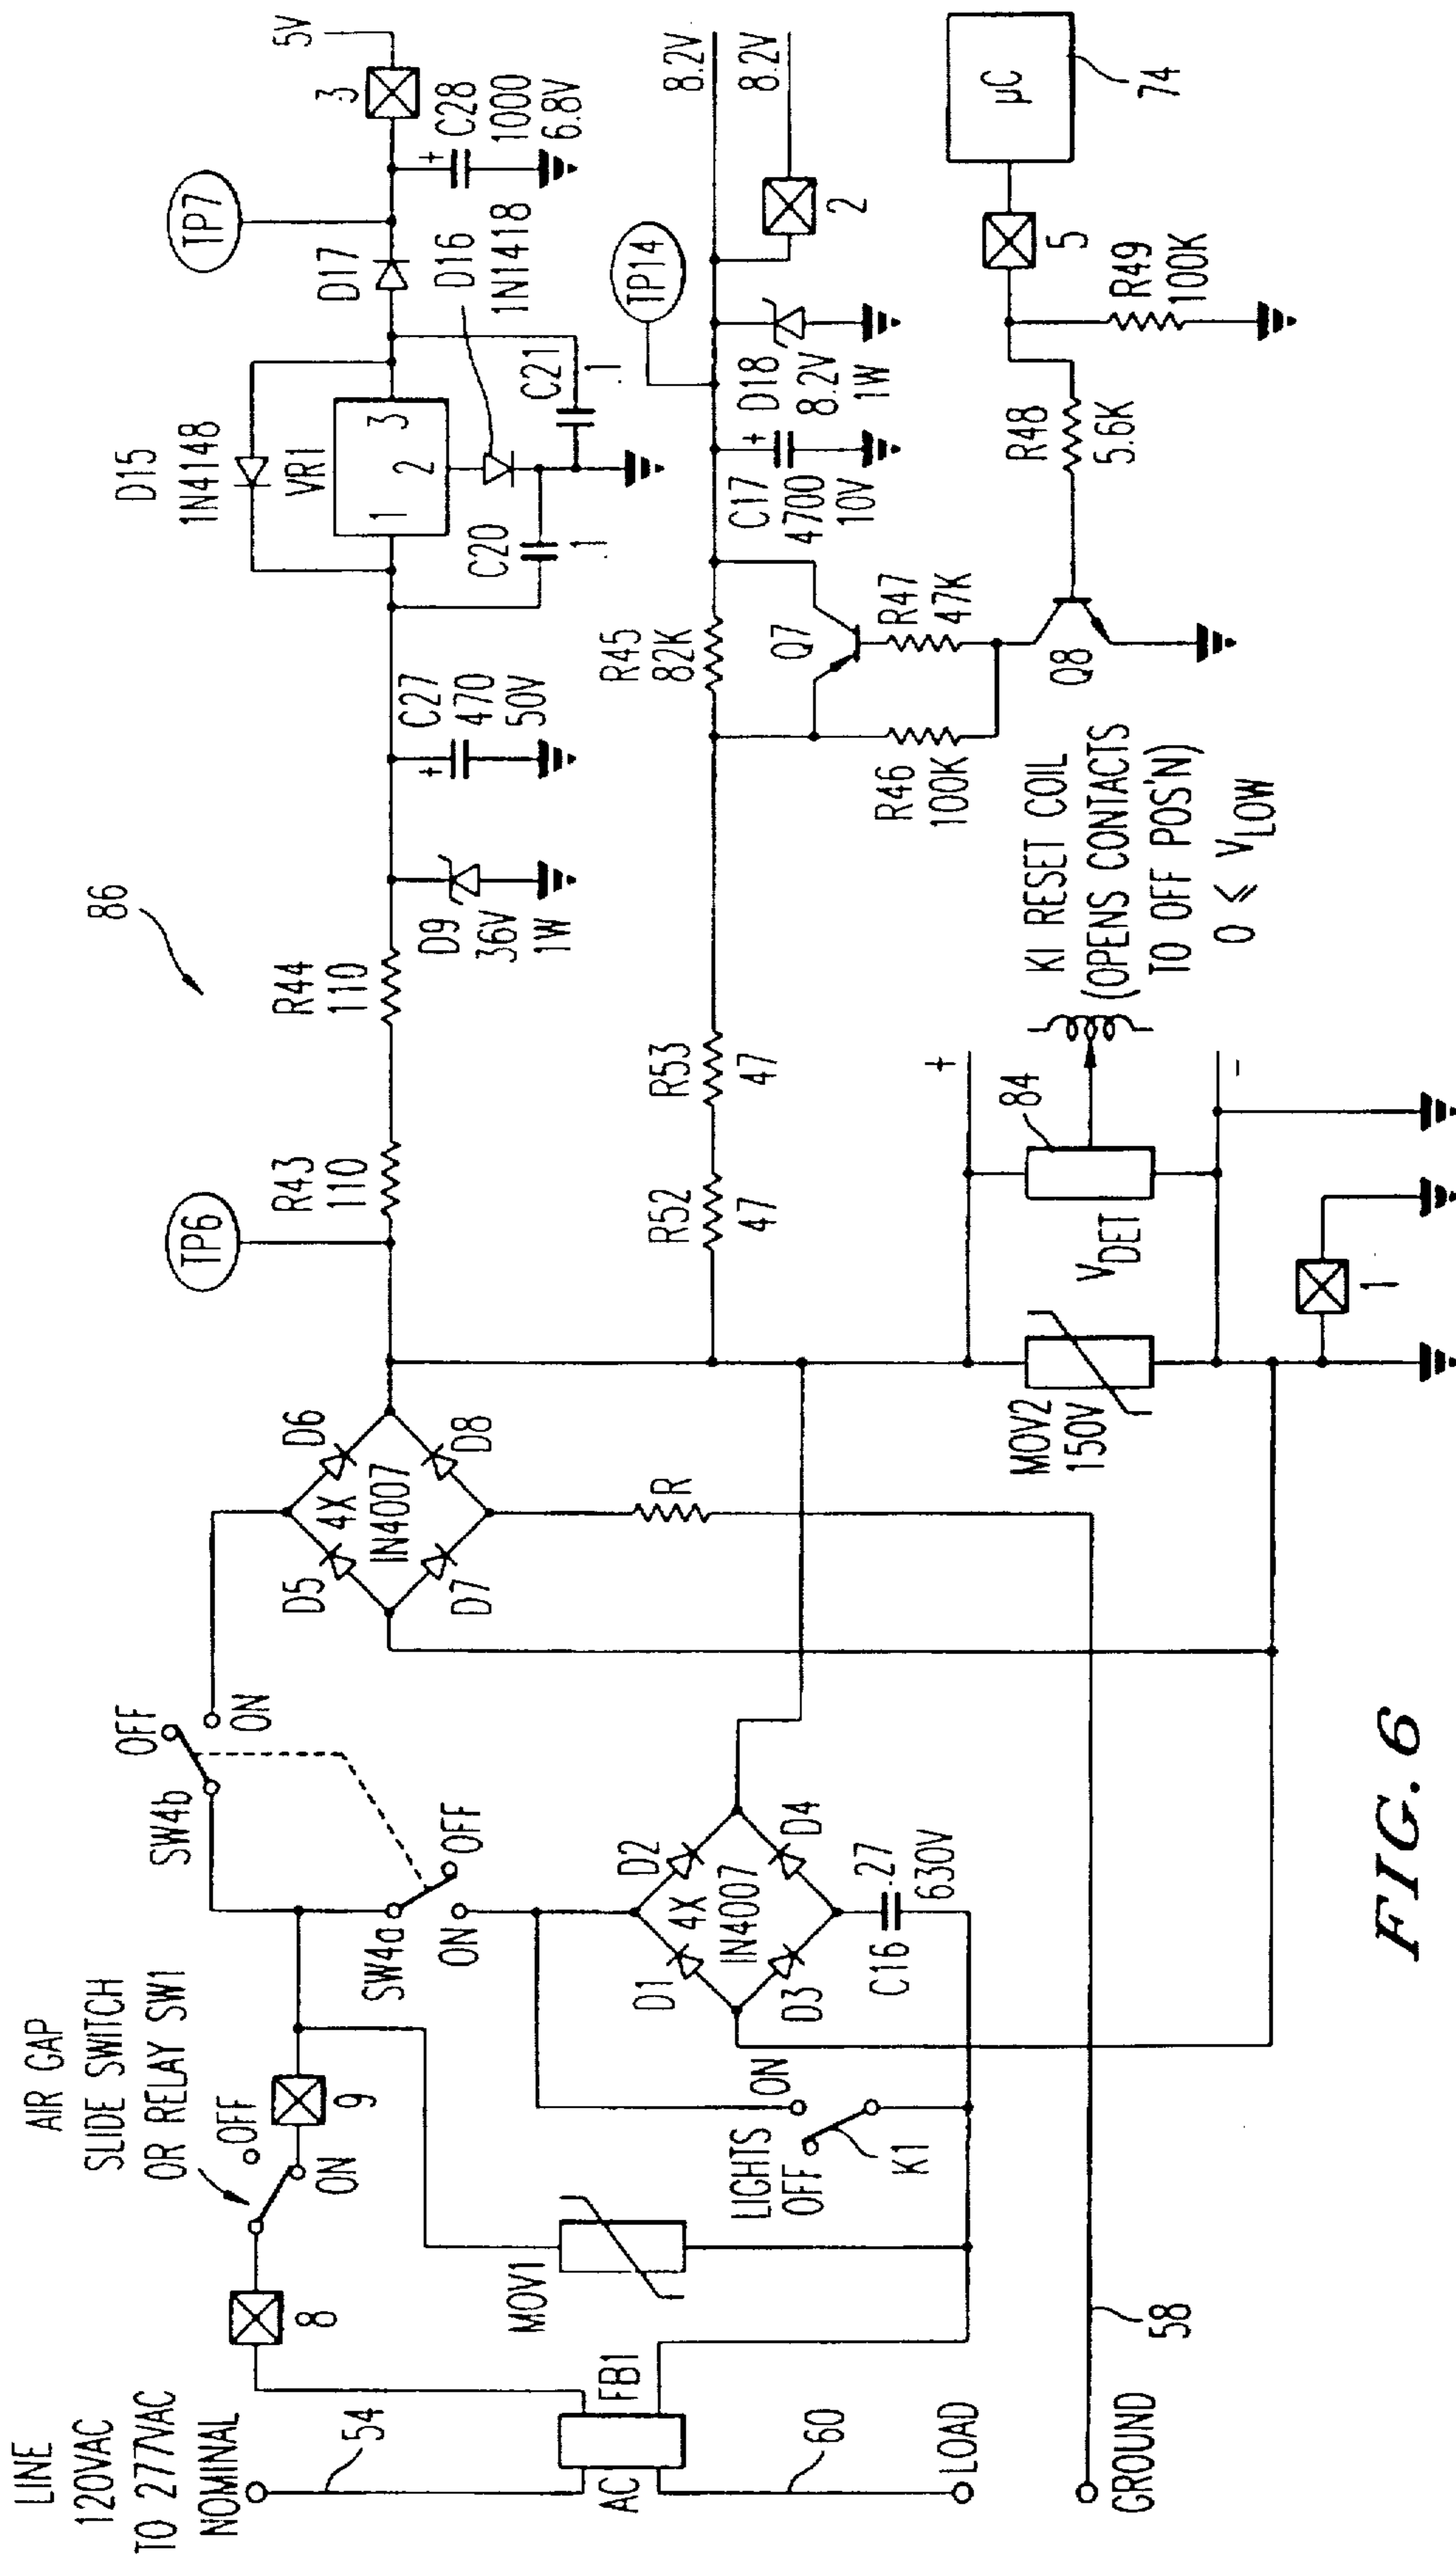 LINE
120VAC
TO 277VAC
NOMINAL
54
AC
FB1
60
LOAD
GROUND
58
8
AIR GAP
SLIDE SWITCH
OR RELAY SW1
OFF
ON
9
MOV1
LIGHTS
OFF
ON
K1
SW4a
ON
OFF
SW4b
OFF
ON
D1
D2
4X
IN4007
D3
D4
C16
.27
630V
D5
D6
4X
IN4007
D7
D8
R
86
TP6
R43
110
R44
110
D9
36V
1W
C27
470
50V
+
D15
1N4148
VR1
1
2
3
C20
.1
C21
.1
D16
1N1418
D17
TP7
+
C28
1000
6.8V
3
5V
R52
47
R53
47
R45
82K
Q7
R46
100K
R47
47K
C17
4700
10V
+
D18
8.2V
1W
TP14
2
8.2V
8.2V
Q8
R48
5.6K
R49
100K
5
µC
74
MOV2
150V
VDET
84
+
-
KI RESET COIL
(OPENS CONTACTS
TO OFF POS'N)
0 ≤ VLOW
1
FIG. 6